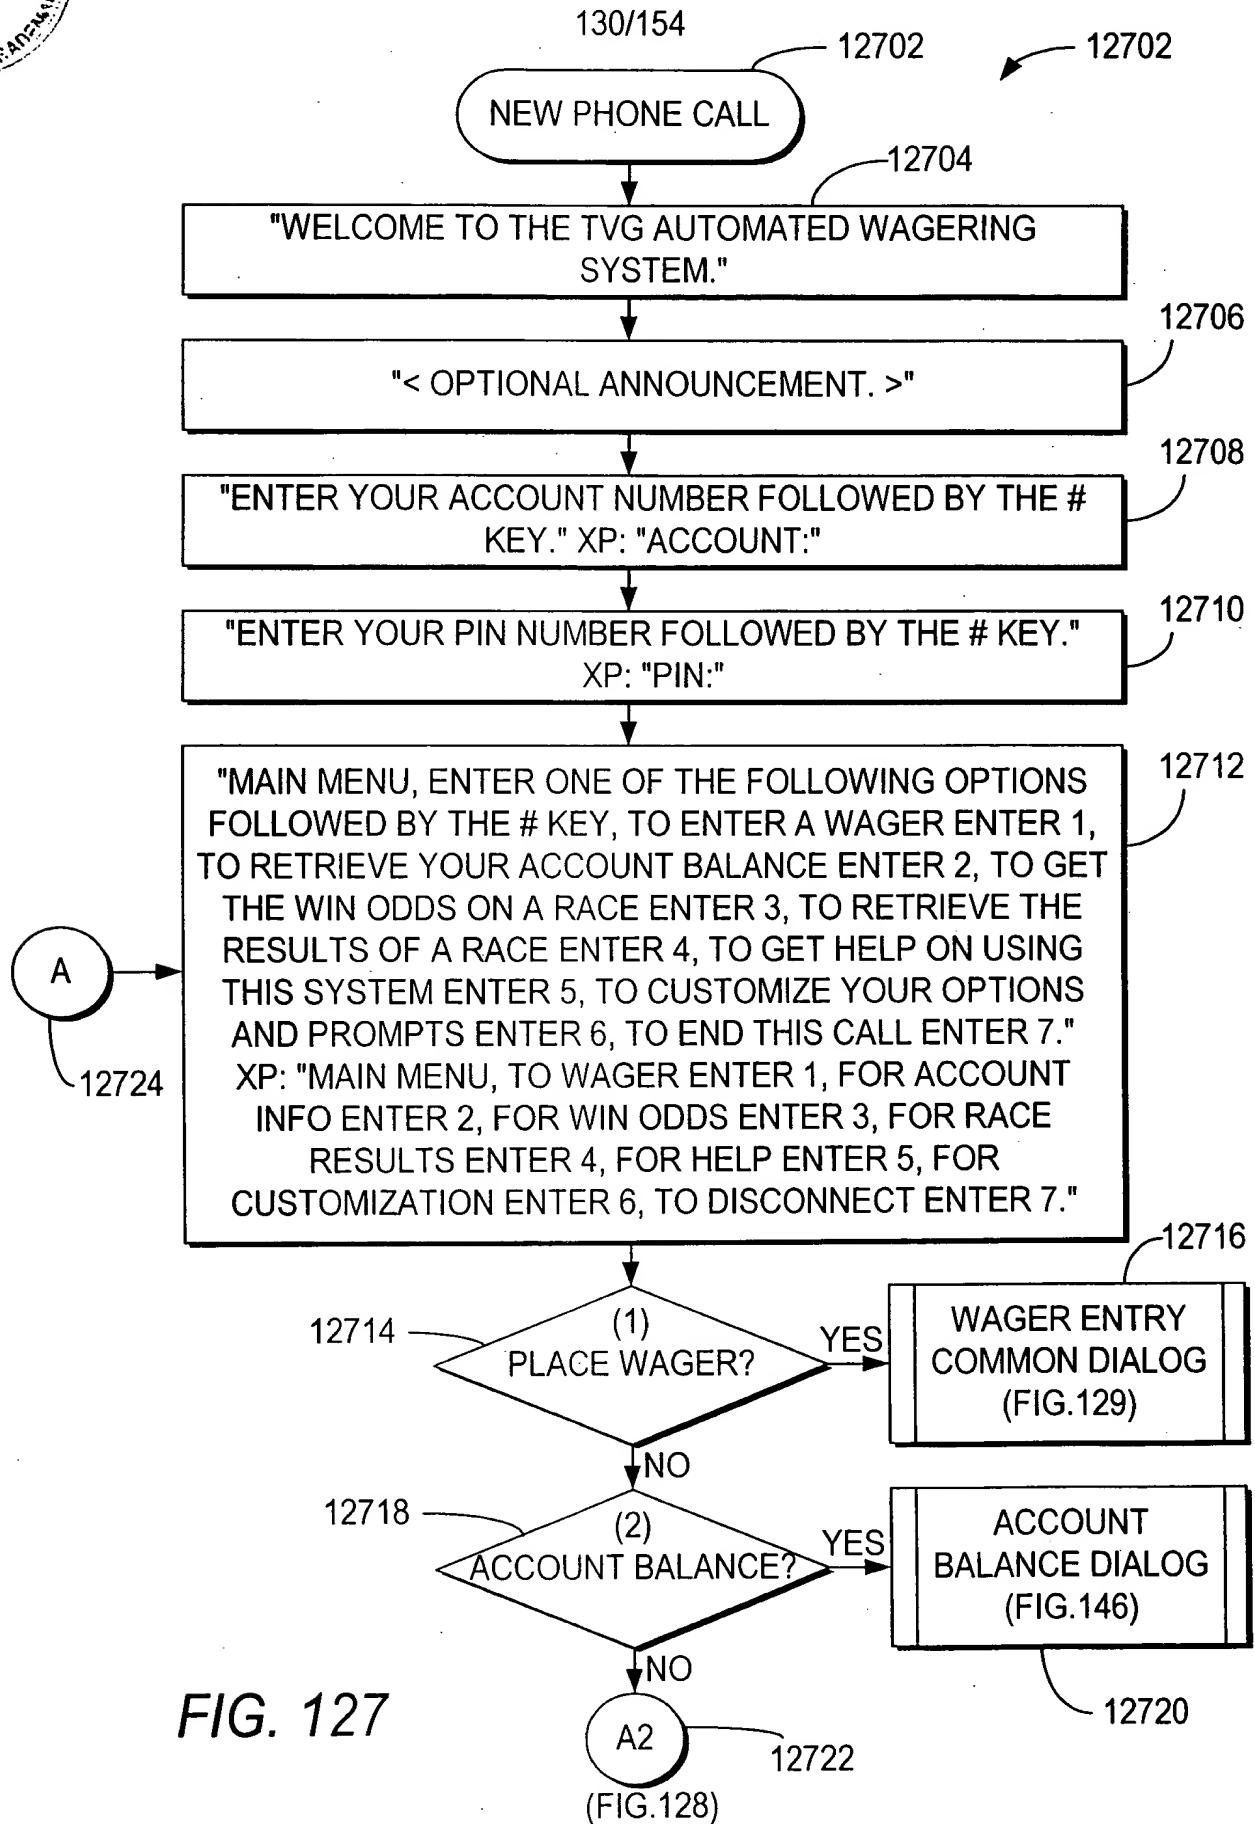 130/154
12702
12702
NEW PHONE CALL
12704
"WELCOME TO THE TVG AUTOMATED WAGERING
SYSTEM."
12706
"< OPTIONAL ANNOUNCEMENT. >"
12708
"ENTER YOUR ACCOUNT NUMBER FOLLOWED BY THE #
KEY." XP: "ACCOUNT:"
12710
"ENTER YOUR PIN NUMBER FOLLOWED BY THE # KEY."
XP: "PIN:"
12712
"MAIN MENU, ENTER ONE OF THE FOLLOWING OPTIONS
FOLLOWED BY THE # KEY, TO ENTER A WAGER ENTER 1,
TO RETRIEVE YOUR ACCOUNT BALANCE ENTER 2, TO GET
THE WIN ODDS ON A RACE ENTER 3, TO RETRIEVE THE
RESULTS OF A RACE ENTER 4, TO GET HELP ON USING
THIS SYSTEM ENTER 5, TO CUSTOMIZE YOUR OPTIONS
AND PROMPTS ENTER 6, TO END THIS CALL ENTER 7."
XP: "MAIN MENU, TO WAGER ENTER 1, FOR ACCOUNT
INFO ENTER 2, FOR WIN ODDS ENTER 3, FOR RACE
RESULTS ENTER 4, FOR HELP ENTER 5, FOR
CUSTOMIZATION ENTER 6, TO DISCONNECT ENTER 7."
A
12724
12714
(1)
PLACE WAGER?
YES
12716
WAGER ENTRY
COMMON DIALOG
(FIG.129)
NO
12718
(2)
ACCOUNT BALANCE?
YES
ACCOUNT
BALANCE DIALOG
(FIG.146)
12720
NO
A2
12722
(FIG.128)
FIG. 127